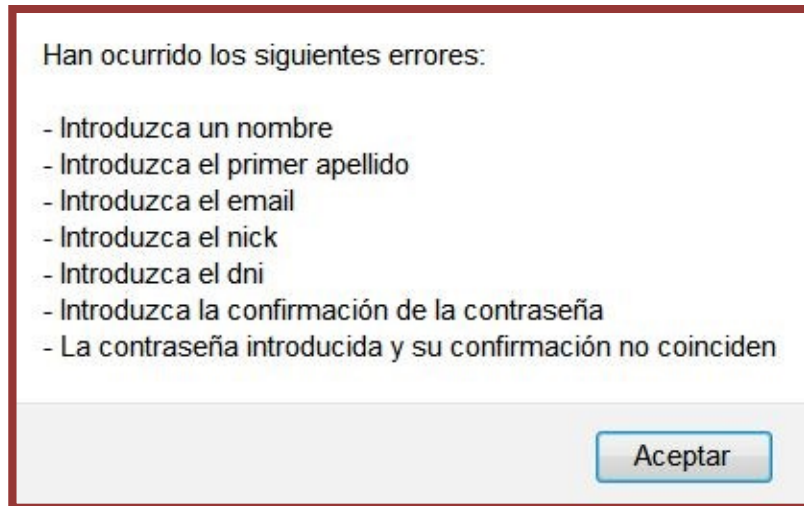 Han ocurrido los siguientes errores:
- Introduzca un nombre
- Introduzca el primer apellido
- Introduzca el email
- Introduzca el nick
- Introduzca el dni
- Introduzca la confirmación de la contraseña
- La contraseña introducida y su confirmación no coinciden
Aceptar